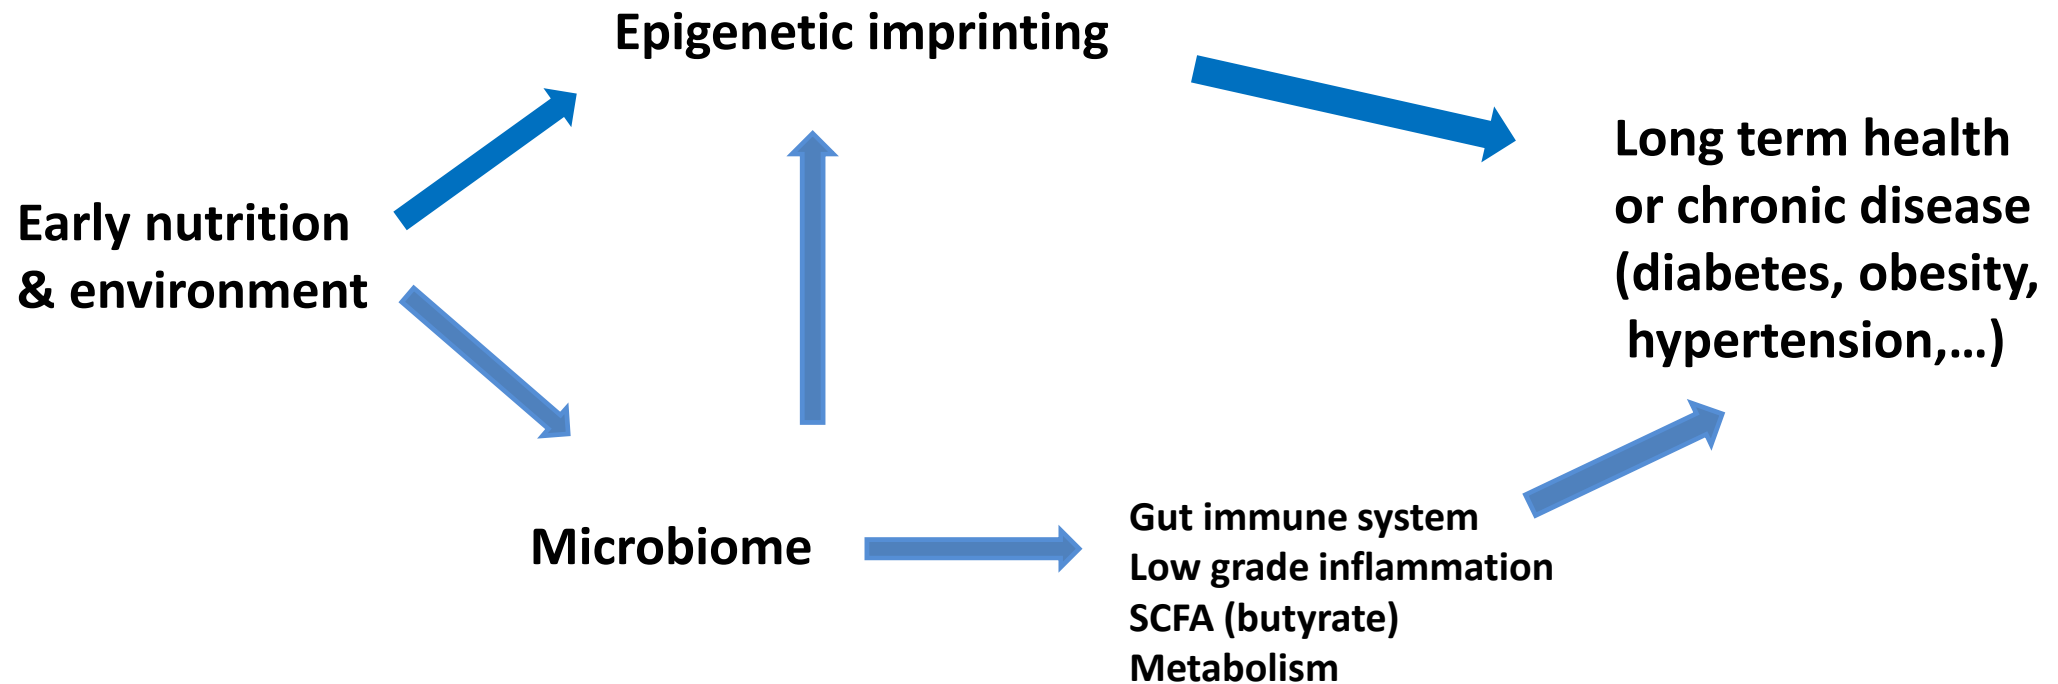 Epigenetic imprinting
Early nutrition
& environment
Long term health
or chronic disease
(diabetes, obesity,
hypertension,...)
Microbiome
Gut immune system
Low grade inflammation
SCFA (butyrate)
Metabolism